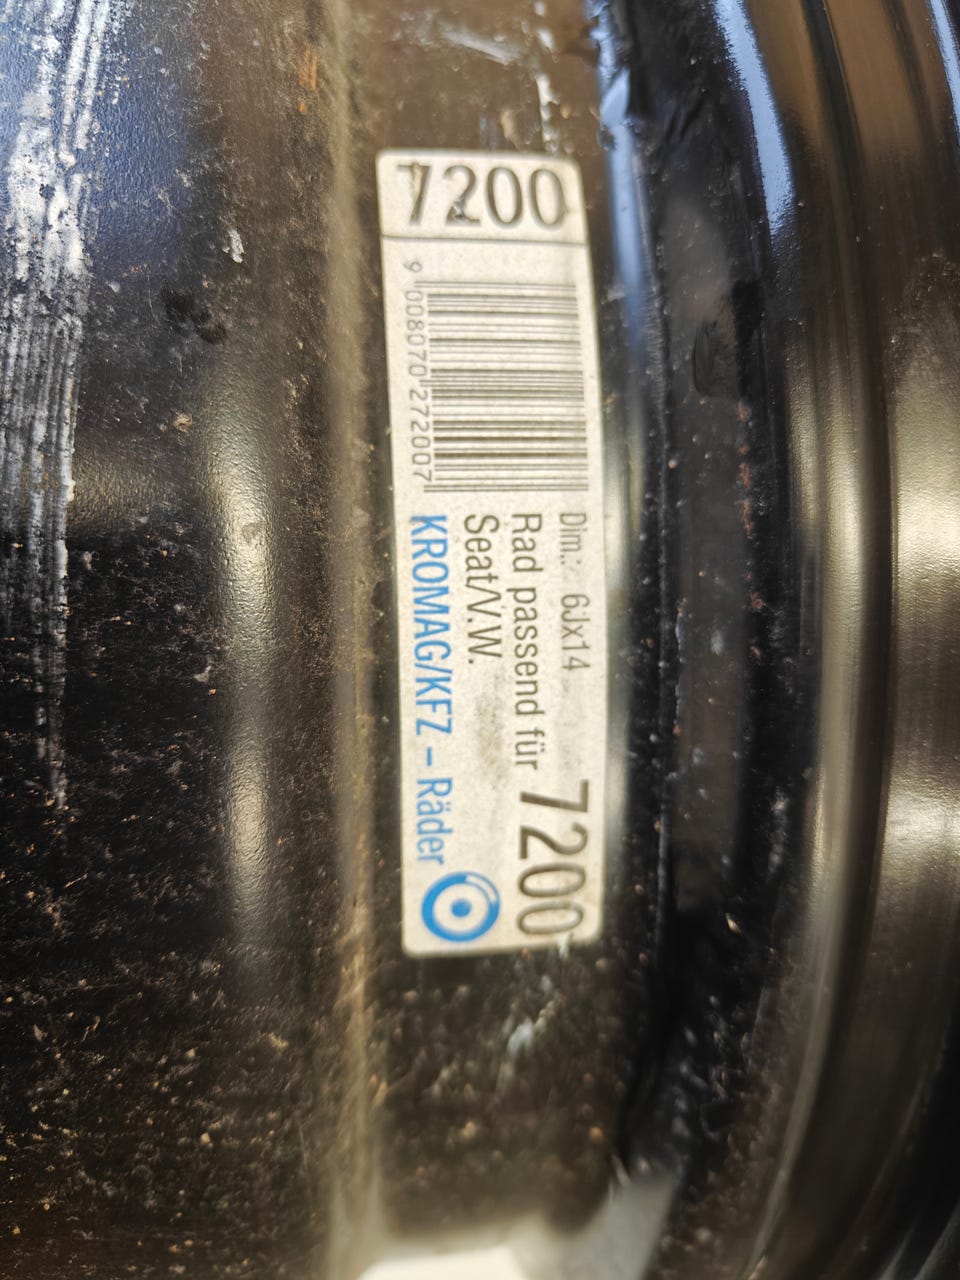 7200
9 008070 272007
Dim.: 6Jx14
7200
Rad passend für
Seat/V.W.
KROMAG/KFZ – Räder